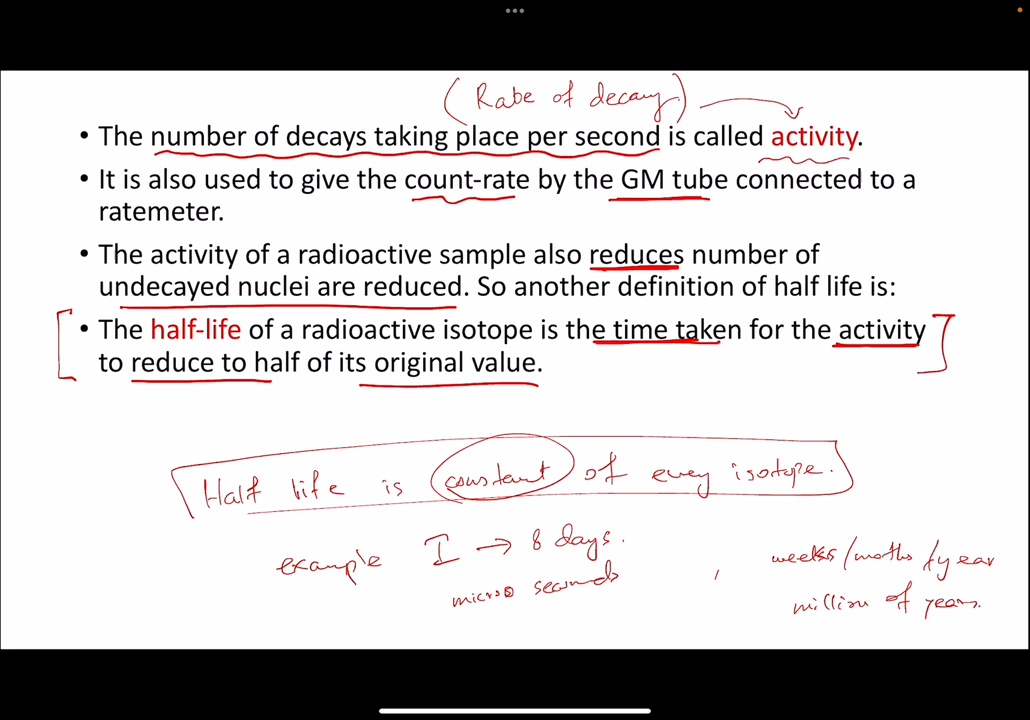 (Rate of decay)
• The number of decays taking place per second is called activity.
• It is also used to give the count-rate by the GM tube connected to a
ratemeter.
• The activity of a radioactive sample also reduces number of
undecayed nuclei are reduced. So another definition of half life is:
• The half-life of a radioactive isotope is the time taken for the activity
to reduce to half of its original value.
Half life is constant of every isotope.
example I → 8 days.
micro seconds , weeks/moths/year
million of years.